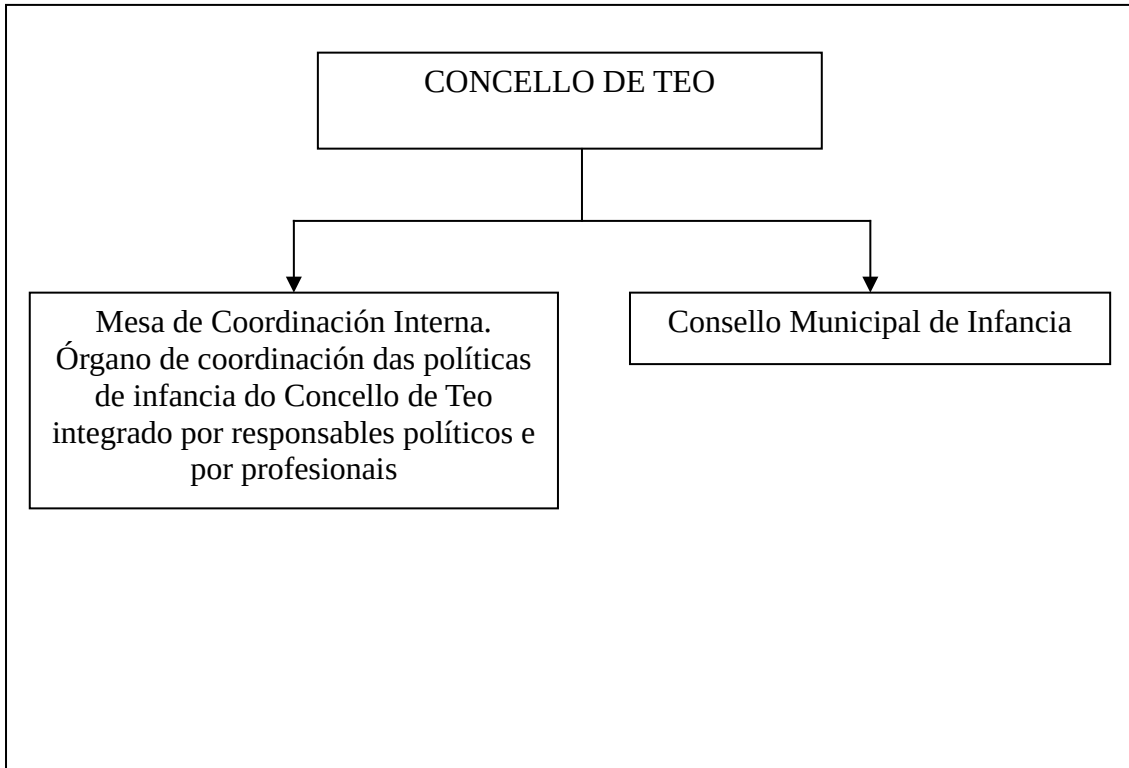 CONCELLO DE TEO
Mesa de Coordinación Interna.
Órgano de coordinación das políticas
de infancia do Concello de Teo
integrado por responsables políticos e
por profesionais
Consello Municipal de Infancia